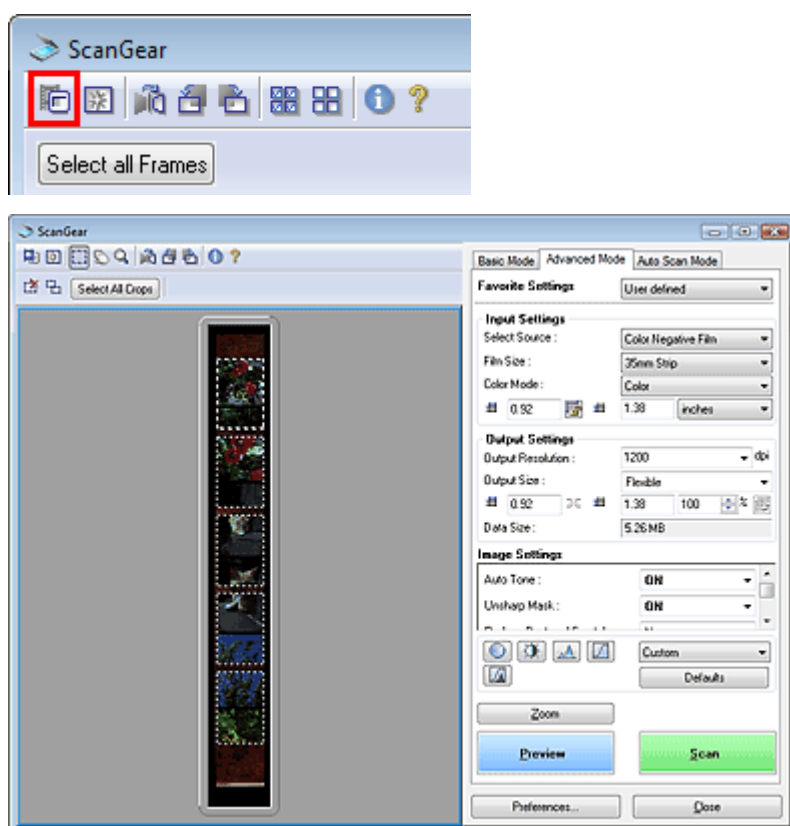 ScanGear
Select all Frames
ScanGear
Select All Crops
Basic Mode Advanced Mode Auto Scan Mode
Favorite Settings User defined
Input Settings
Select Source : Color Negative Film
Film Size : 35mm Strip
Color Mode : Color
0.92 1.38 inches
Output Settings
Output Resolution : 1200 dpi
Output Size : Flexible
0.92 1.38 100 %
Data Size : 5.26 MB
Image Settings
Auto Tone : ON
Unsharp Mask : ON
Custom
Defaults
Zoom
Preview Scan
Preferences... Close